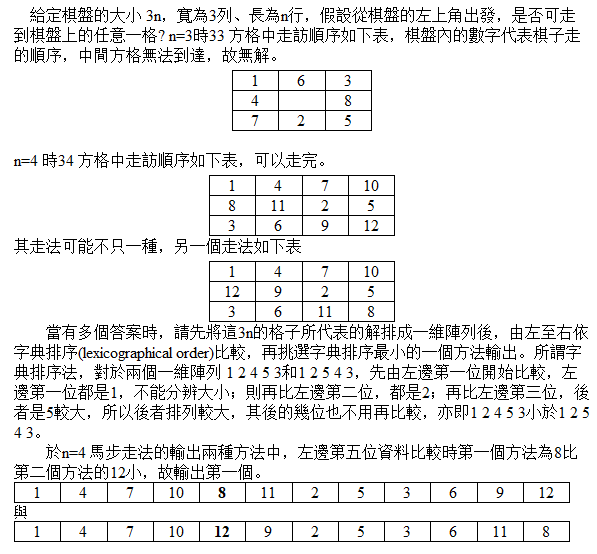 給定棋盤的大小 3n，寬為3列、長為n行，假設從棋盤的左上角出發，是否可走
到棋盤上的任意一格? n=3時33 方格中走訪順序如下表，棋盤內的數字代表棋子走
的順序，中間方格無法到達，故無解。
1 6 3
4 8
7 2 5
n=4 時34 方格中走訪順序如下表，可以走完。
1 4 7 10
8 11 2 5
3 6 9 12
其走法可能不只一種，另一個走法如下表
1 4 7 10
12 9 2 5
3 6 11 8
當有多個答案時，請先將這3n的格子所代表的解排成一維陣列後，由左至右依
字典排序(lexicographical order)比較，再挑選字典排序最小的一個方法輸出。所謂字
典排序法，對於兩個一維陣列 1 2 4 5 3和1 2 5 4 3，先由左邊第一位開始比較，左
邊第一位都是1，不能分辨大小；則再比左邊第二位，都是2；再比左邊第三位，後
者是5較大，所以後者排列較大，其後的幾位也不用再比較，亦即1 2 4 5 3小於1 2 5
4 3。
於n=4 馬步走法的輸出兩種方法中，左邊第五位資料比較時第一個方法為8比
第二個方法的12小，故輸出第一個。
1 4 7 10 8 11 2 5 3 6 9 12
與
1 4 7 10 12 9 2 5 3 6 11 8